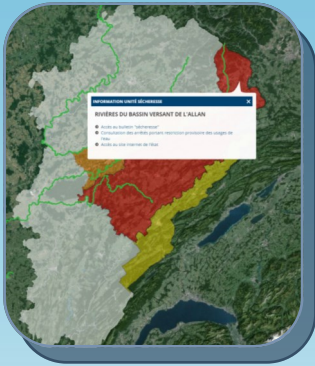 INFORMATION UNITÉ SÉCHERESSE
RIVIÈRES DU BASSIN VERSANT DE L'ALLAN
Accès au bulletin "sécheresse"
Consultation des arrêtés portant restriction provisoire des usages de
l'eau
Accès au site internet de l'état